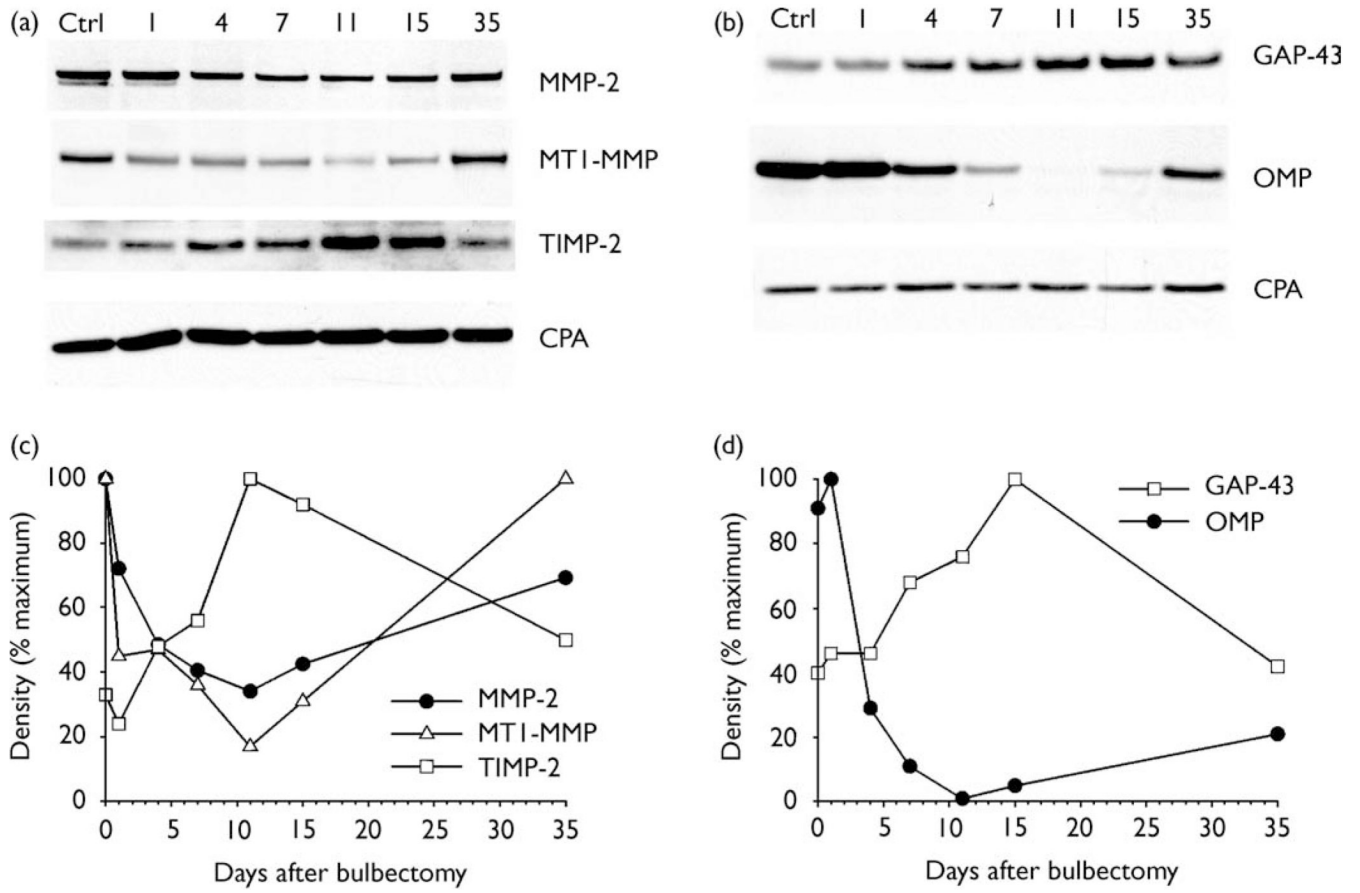 (a)
Ctrl 1 4 7 11 15 35
MMP-2
MT1-MMP
TIMP-2
CPA
(b)
Ctrl 1 4 7 11 15 35
GAP-43
OMP
CPA
(c)
Density (% maximum)
100
80
60
40
20
0
MMP-2
MT1-MMP
TIMP-2
0 5 10 15 20 25 30 35
Days after bulbectomy
(d)
Density (% maximum)
100
80
60
40
20
0
GAP-43
OMP
0 5 10 15 20 25 30 35
Days after bulbectomy